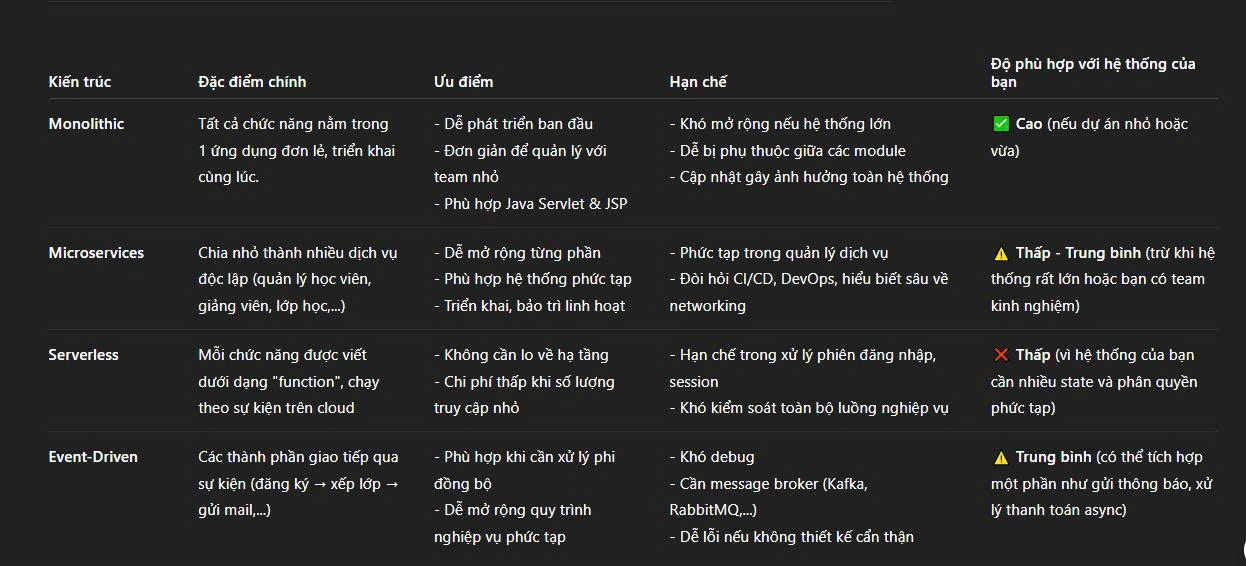 Độ phù hợp với hệ thống của
Kiến trúc Đặc điểm chính Ưu điểm Hạn chế bạn
Monolithic
Tất cả chức năng nằm trong
1 ứng dụng đơn lẻ, triển khai
cùng lúc.
- Dễ phát triển ban đầu
- Đơn giản để quản lý với
team nhỏ
- Phù hợp Java Servlet & JSP
- Khó mở rộng nếu hệ thống lớn
- Dễ bị phụ thuộc giữa các module
- Cập nhật gây ảnh hưởng toàn hệ thống
✅ Cao (nếu dự án nhỏ hoặc
vừa)
Microservices
Chia nhỏ thành nhiều dịch vụ
độc lập (quản lý học viên,
giảng viên, lớp học,...)
- Dễ mở rộng từng phần
- Phù hợp hệ thống phức tạp
- Triển khai, bảo trì linh hoạt
- Phức tạp trong quản lý dịch vụ
- Đòi hỏi CI/CD, DevOps, hiểu biết sâu về
networking
⚠️ Thấp - Trung bình (trừ khi hệ
thống rất lớn hoặc bạn có team
kinh nghiệm)
Serverless
Mỗi chức năng được viết
dưới dạng "function", chạy
theo sự kiện trên cloud
- Không cần lo về hạ tầng
- Chi phí thấp khi số lượng
truy cập nhỏ
- Hạn chế trong xử lý phiên đăng nhập,
session
- Khó kiểm soát toàn bộ luồng nghiệp vụ
❌ Thấp (vì hệ thống của bạn
cần nhiều state và phân quyền
phức tạp)
Event-Driven
Các thành phần giao tiếp qua
sự kiện (đăng ký → xếp lớp →
gửi mail,...)
- Phù hợp khi cần xử lý phi
đồng bộ
- Dễ mở rộng quy trình
nghiệp vụ phức tạp
- Khó debug
- Cần message broker (Kafka,
RabbitMQ,...)
- Dễ lỗi nếu không thiết kế cẩn thận
⚠️ Trung bình (có thể tích hợp
một phần như gửi thông báo, xử
lý thanh toán async)